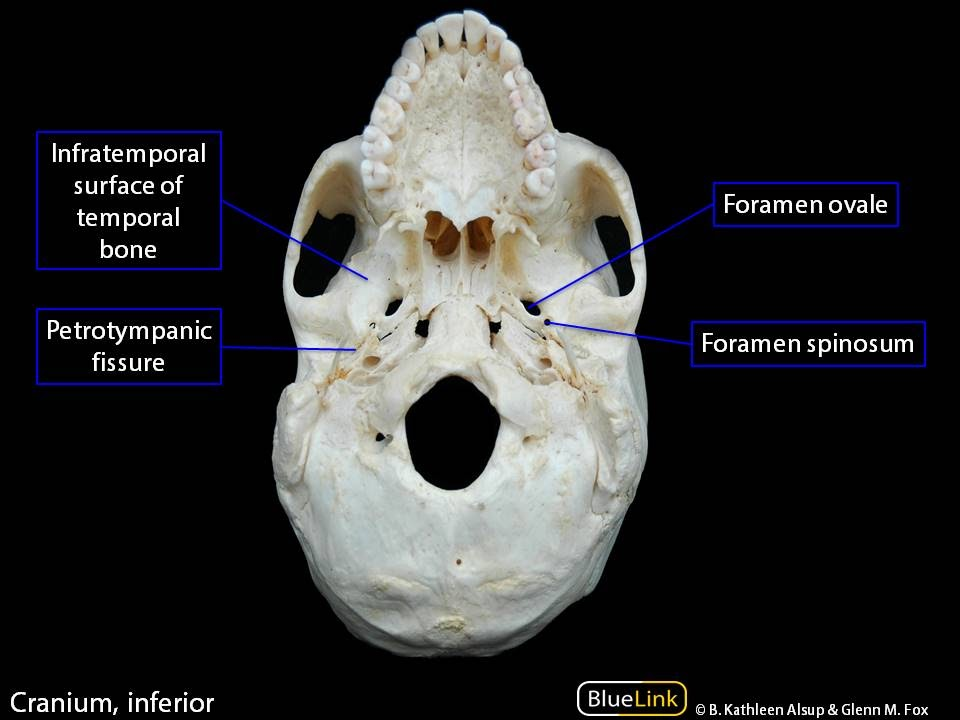 Infratemporal
surface of
temporal
bone
Petrotympanic
fissure
Foramen ovale
Foramen spinosum
Cranium, inferior
BlueLink
© B. Kathleen Alsup & Glenn M. Fox